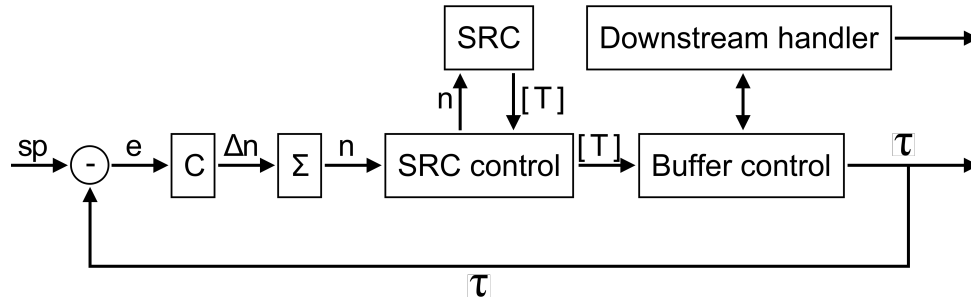 SRC
Downstream handler
n
[T]
sp
-
e
C
Δn
Σ
n
SRC control
[T]
Buffer control
τ
τ